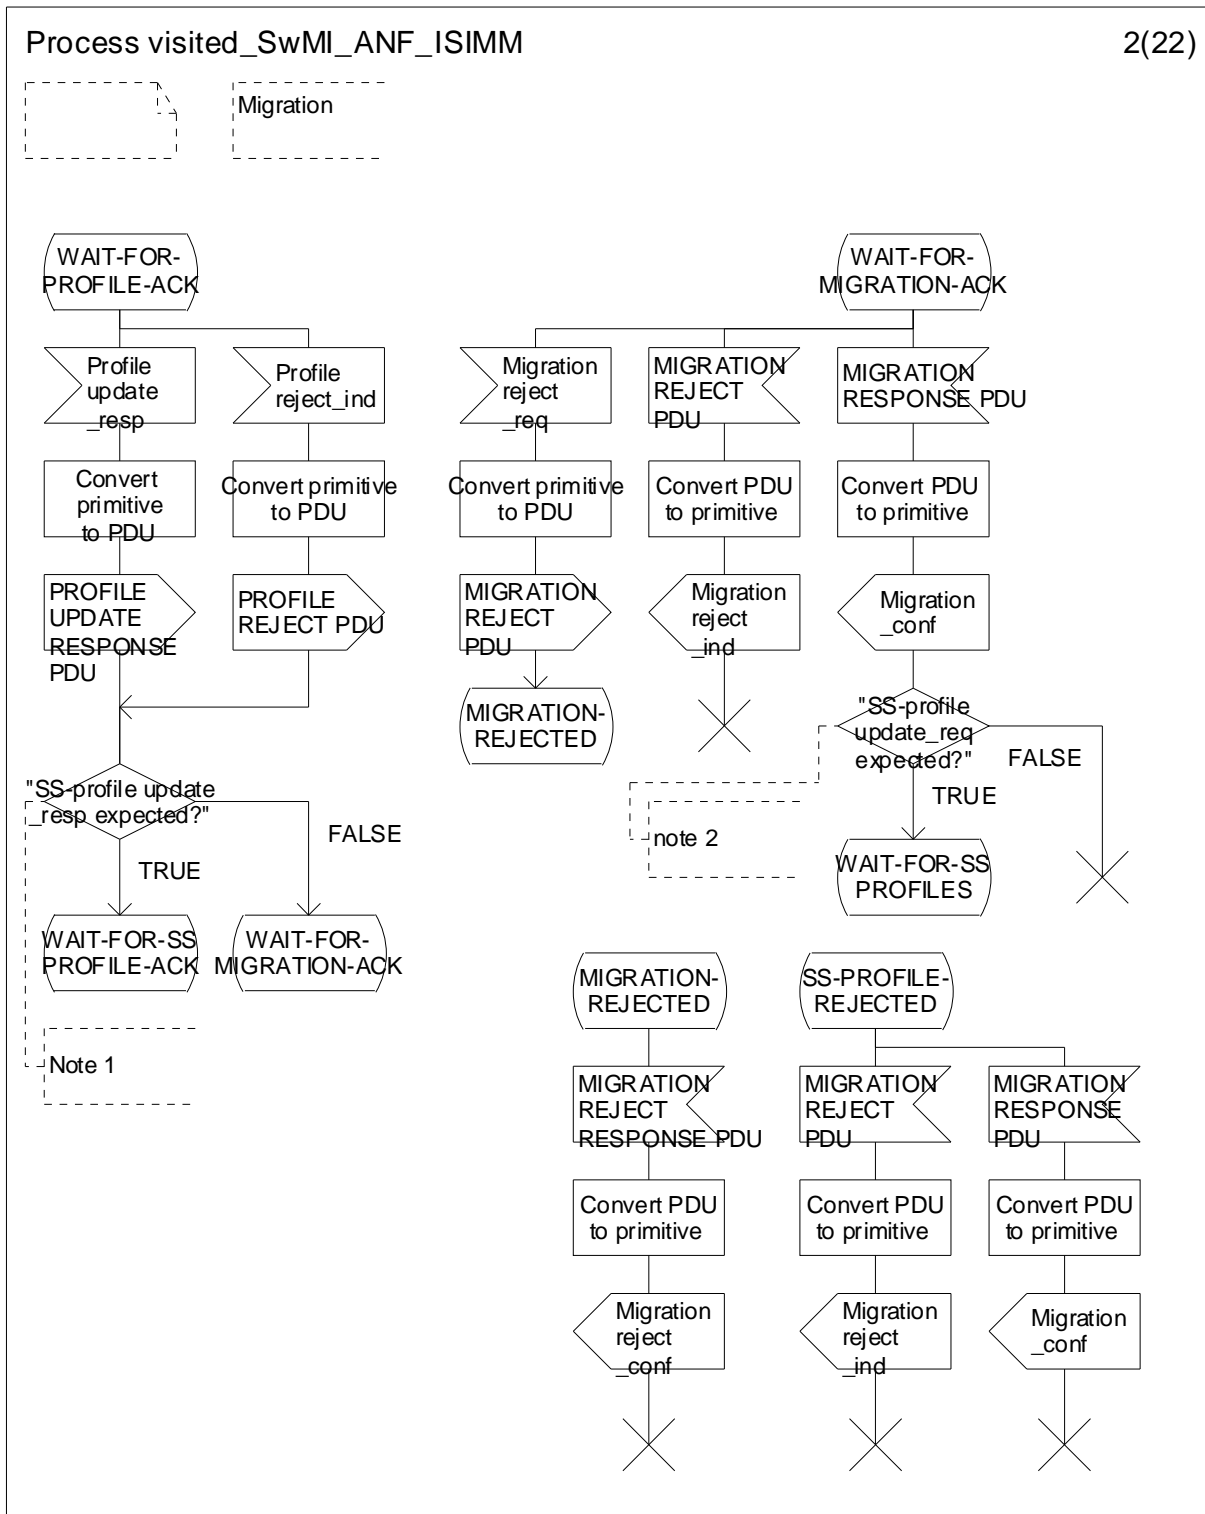 Process visited_SwMI_ANF_ISIMM
2(22)
Migration
WAIT-FOR-
PROFILE-ACK
Profile
update
_resp
Profile
reject_ind
Convert
primitive
to PDU
Convert primitive
to PDU
PROFILE
UPDATE
RESPONSE
PDU
PROFILE
REJECT PDU
"SS-profile update
_resp expected?"
FALSE
TRUE
WAIT-FOR-SS
PROFILE-ACK
WAIT-FOR-
MIGRATION-ACK
Note 1
WAIT-FOR-
MIGRATION-ACK
Migration
reject
_req
MIGRATION
REJECT
PDU
MIGRATION
RESPONSE PDU
Convert primitive
to PDU
Convert PDU
to primitive
Convert PDU
to primitive
MIGRATION
REJECT
PDU
Migration
reject
_ind
Migration
_conf
MIGRATION-
REJECTED
"SS-profile
update_req
expected?"
FALSE
TRUE
note 2
WAIT-FOR-SS
PROFILES
MIGRATION-
REJECTED
SS-PROFILE-
REJECTED
MIGRATION
REJECT
RESPONSE PDU
MIGRATION
REJECT
PDU
MIGRATION
RESPONSE
PDU
Convert PDU
to primitive
Convert PDU
to primitive
Convert PDU
to primitive
Migration
reject
_conf
Migration
reject
_ind
Migration
_conf